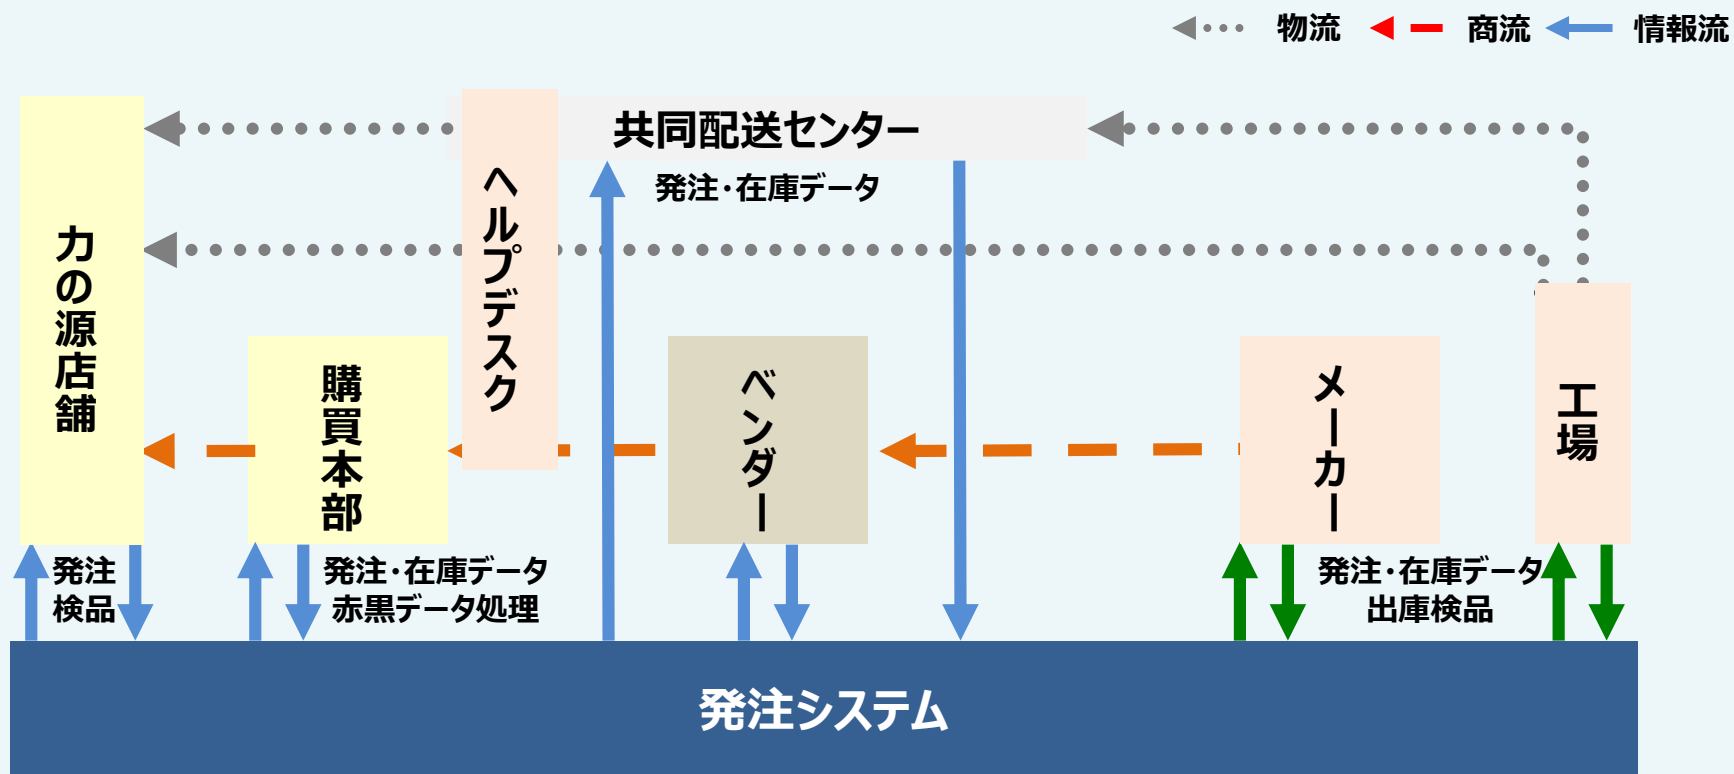 物流
商流
情報流
共同配送センター
発注・在庫データ
ヘルプデスク
力の源店舗
購買本部
ベンダー
メーカー
工場
発注
検品
発注・在庫データ
赤黒データ処理
発注・在庫データ
出庫検品
発注システム